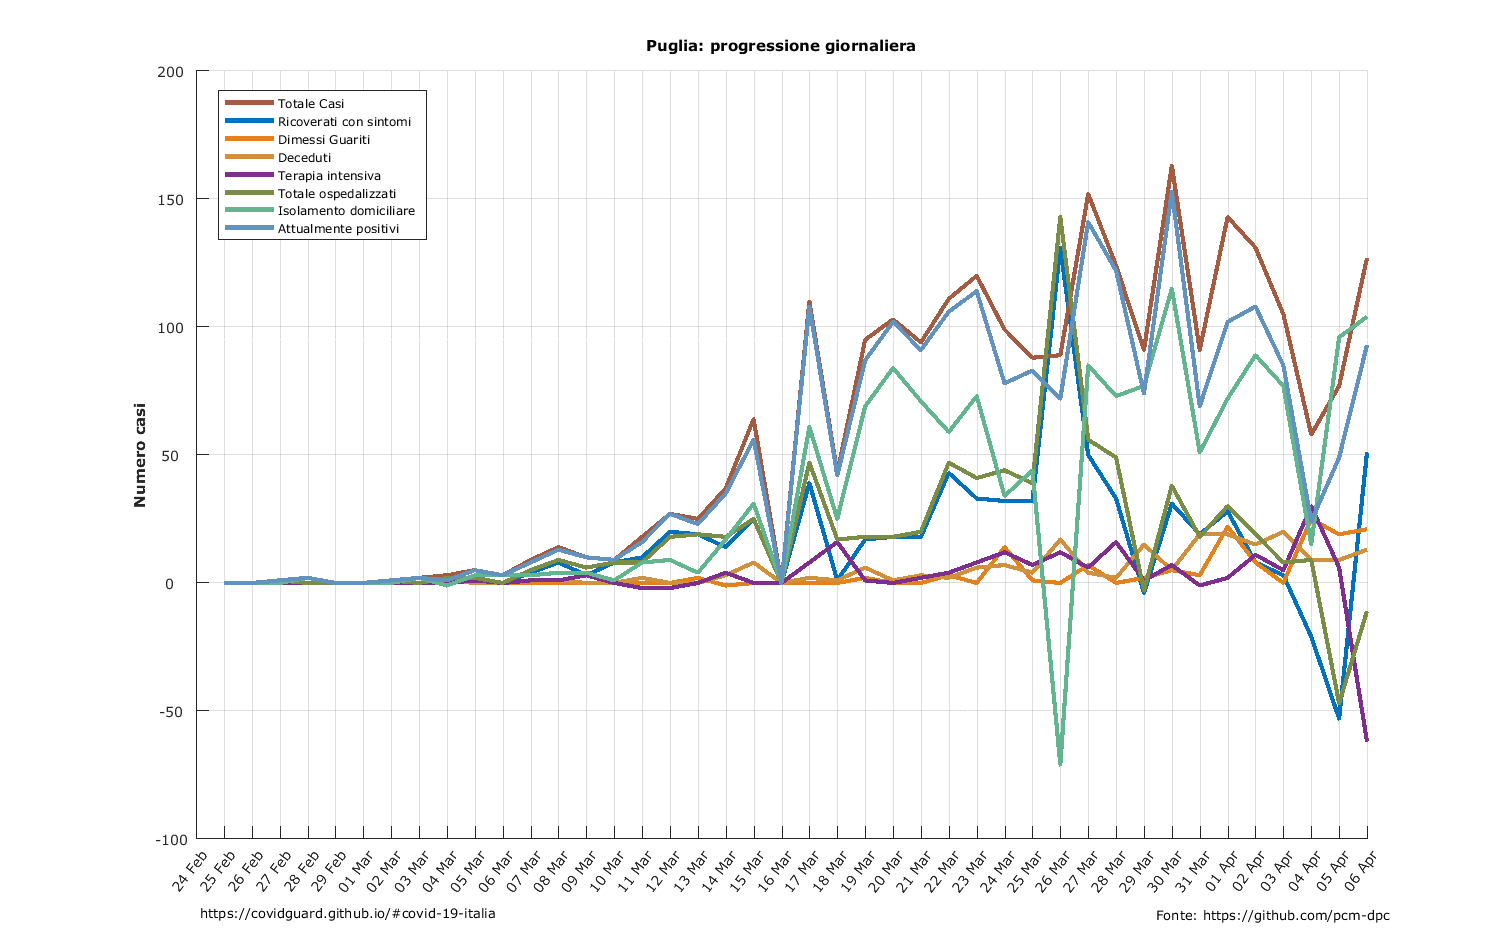 Puglia: progressione giornaliera
Numero casi
200
150
100
50
0
-50
-100
Totale Casi
Ricoverati con sintomi
Dimessi Guariti
Deceduti
Terapia intensiva
Totale ospedalizzati
Isolamento domiciliare
Attualmente positivi
24 Feb
25 Feb
26 Feb
27 Feb
28 Feb
29 Feb
01 Mar
02 Mar
03 Mar
04 Mar
05 Mar
06 Mar
07 Mar
08 Mar
09 Mar
10 Mar
11 Mar
12 Mar
13 Mar
14 Mar
15 Mar
16 Mar
17 Mar
18 Mar
19 Mar
20 Mar
21 Mar
22 Mar
23 Mar
24 Mar
25 Mar
26 Mar
27 Mar
28 Mar
29 Mar
30 Mar
31 Mar
01 Apr
02 Apr
03 Apr
04 Apr
05 Apr
06 Apr
https://covidguard.github.io/#covid-19-italia
Fonte: https://github.com/pcm-dpc